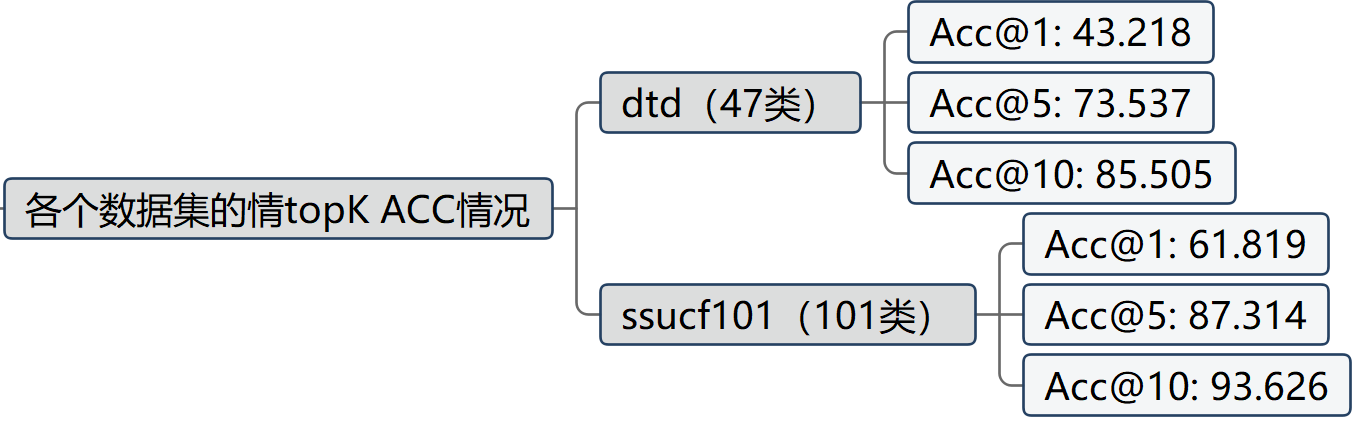 各个数据集的情topK ACC情况
dtd（47类）
Acc@1: 43.218
Acc@5: 73.537
Acc@10: 85.505
ssucf101（101类）
Acc@1: 61.819
Acc@5: 87.314
Acc@10: 93.626